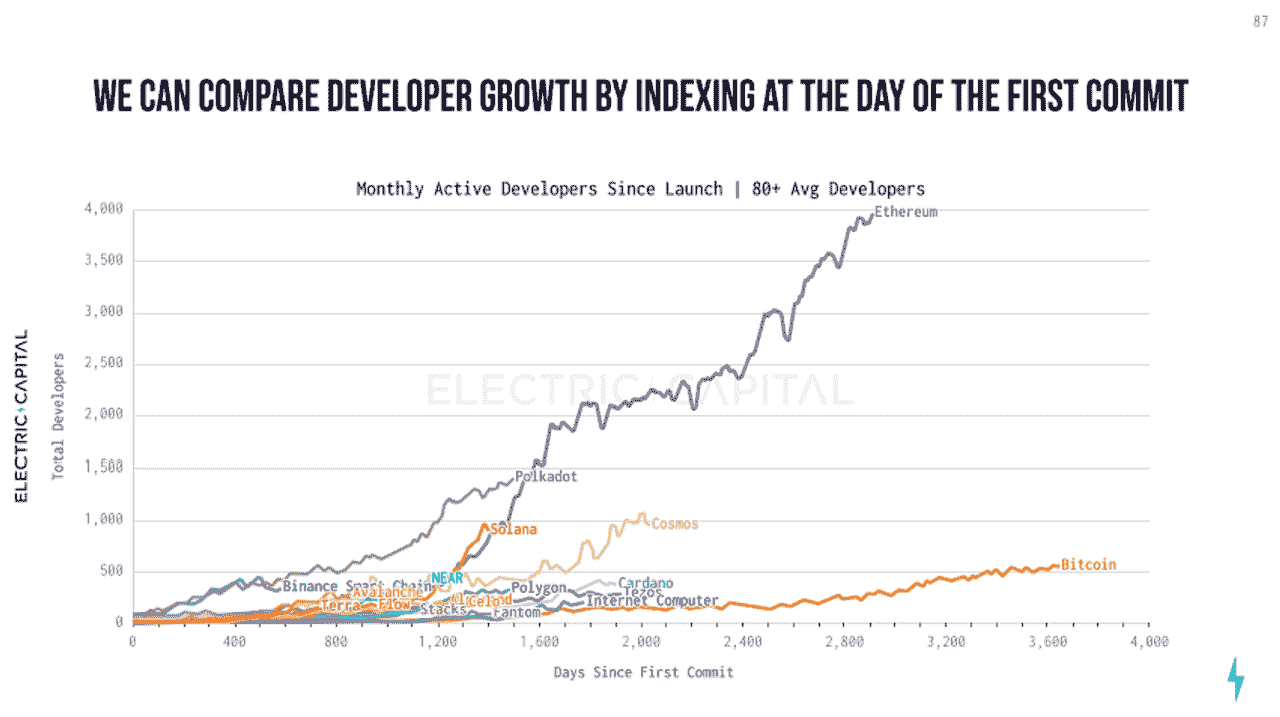 87
WE CAN COMPARE DEVELOPER GROWTH BY INDEXING AT THE DAY OF THE FIRST COMMIT
Monthly Active Developers Since Launch | 80+ Avg Developers
4,000
Ethereum
3,500
3,000
2,500
ELECTRIC CAPITAL
2,000
1,500
Polkadot
1,000
Solana
Cosmos
500
Bitcoin
NEAR
Binance Smart Chain
Cardano
Avalanche
Polygon
Tezos
Terra
Flow
Celo
Internet Computer
Stacks
Fantom
0
0
400
800
1,200
1,600
2,000
2,400
2,800
3,200
3,600
4,000
Days Since First Commit
Total Developers
ELECTRIC CAPITAL